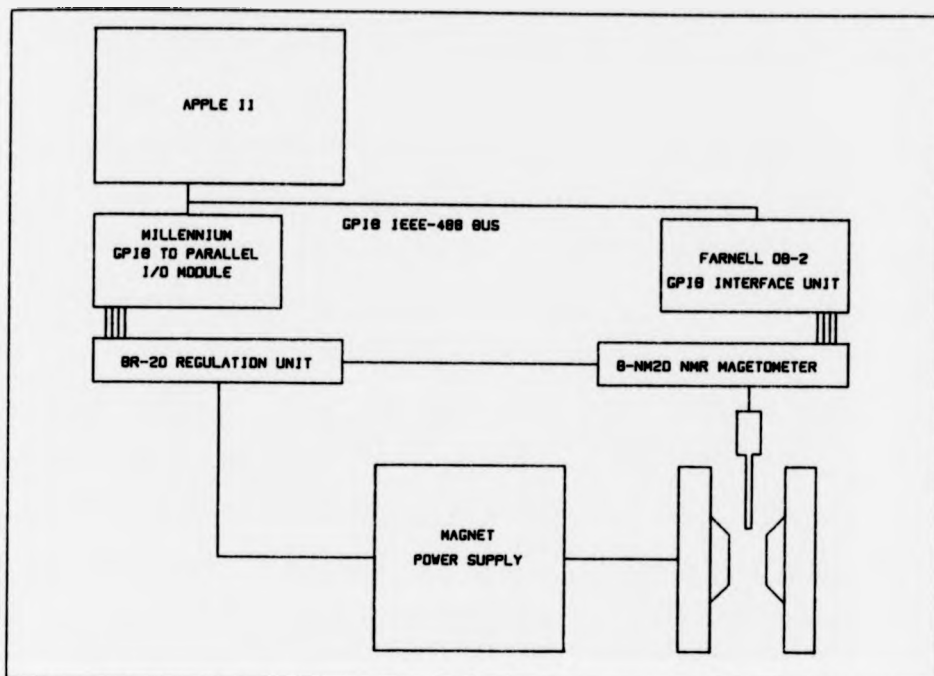 APPLE II
GPIB IEEE-488 BUS
MILLENNIUM
GPIB TO PARALLEL
I/O MODULE
FARNELL OB-2
GPIB INTERFACE UNIT
BR-20 REGULATION UNIT
B-NM20 NMR MAGETOMETER
MAGNET
POWER SUPPLY